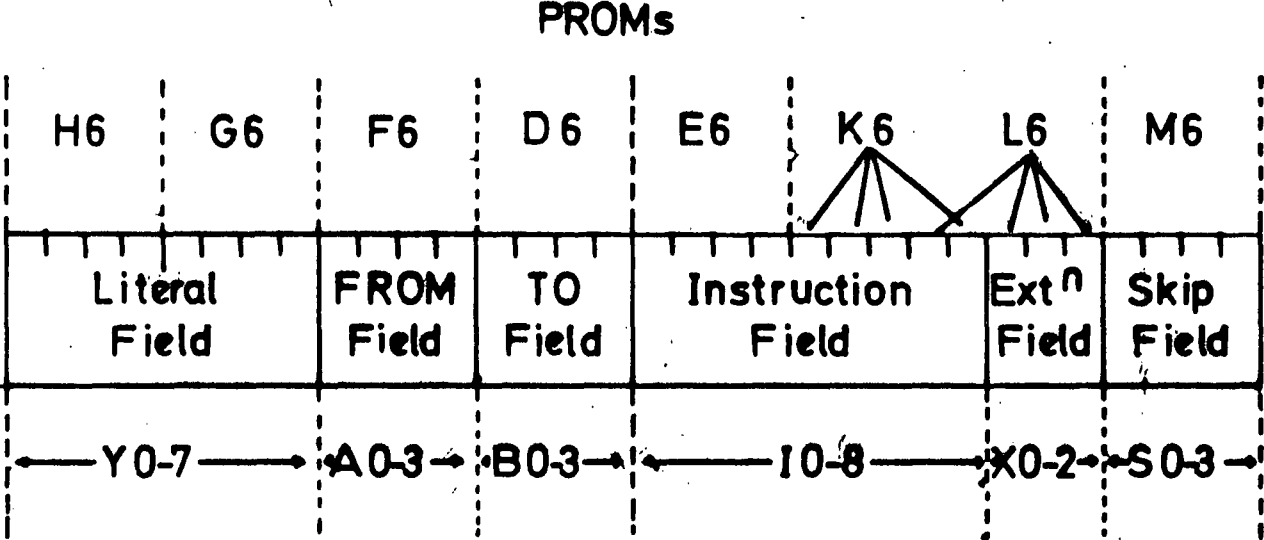 PROMs
H6 G6 F6 D6 E6 K6 L6 M6
Literal FROM TO Instruction Extⁿ Skip
Field Field Field Field Field Field
Y0-7 A0-3 B0-3 I0-8 X0-2 S0-3